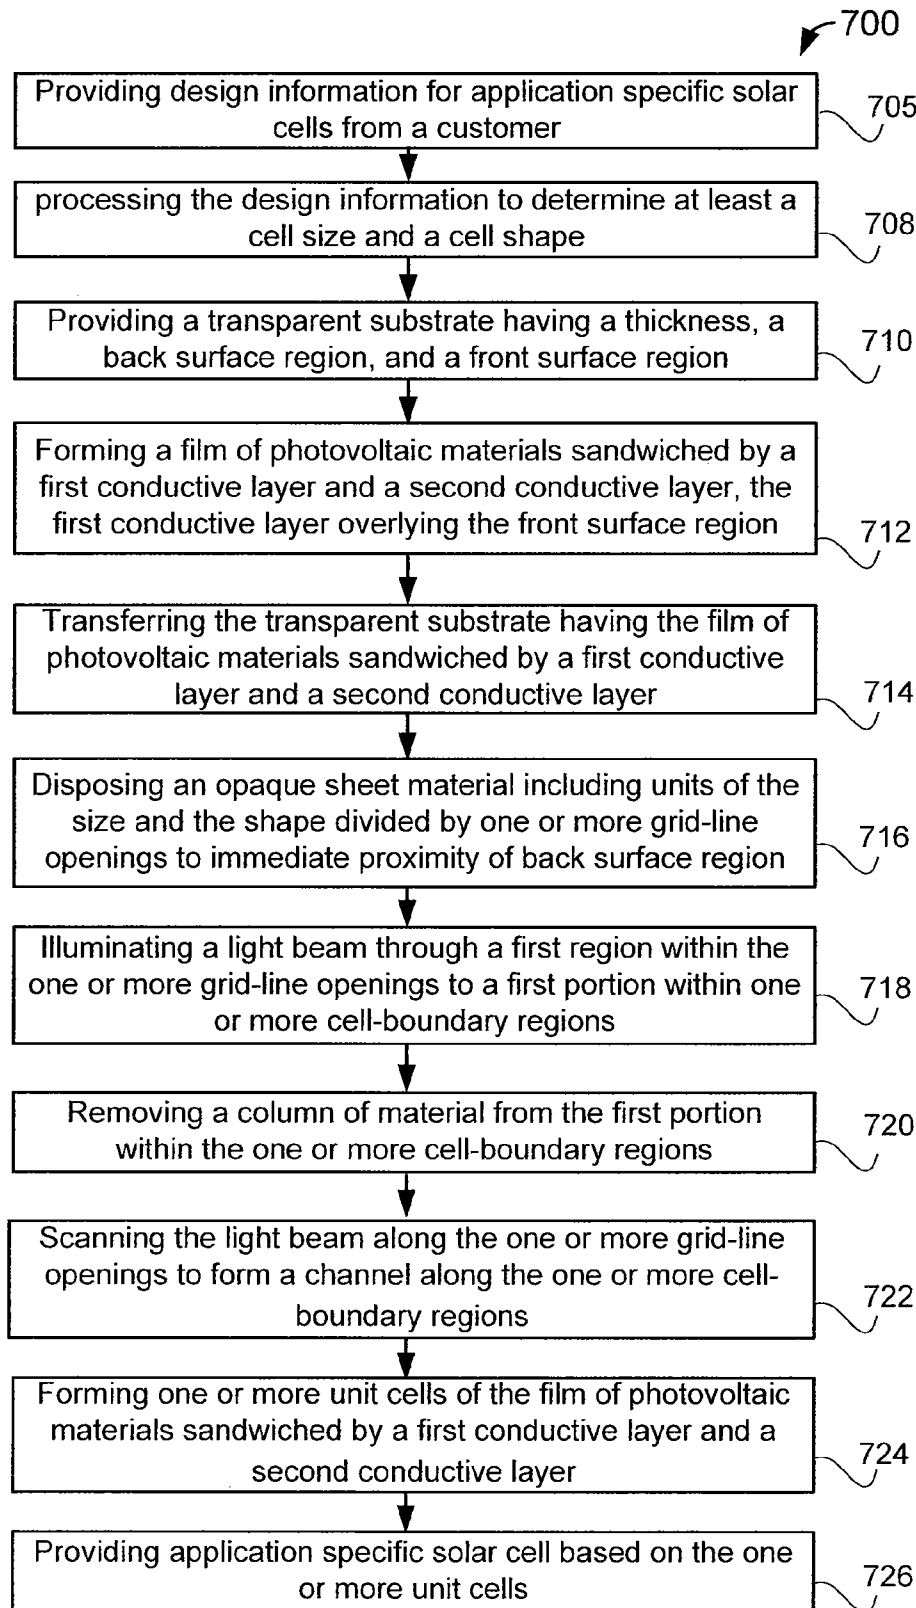 700
Providing design information for application specific solar
cells from a customer
705
processing the design information to determine at least a
cell size and a cell shape
708
Providing a transparent substrate having a thickness, a
back surface region, and a front surface region
710
Forming a film of photovoltaic materials sandwiched by a
first conductive layer and a second conductive layer, the
first conductive layer overlying the front surface region
712
Transferring the transparent substrate having the film of
photovoltaic materials sandwiched by a first conductive
layer and a second conductive layer
714
Disposing an opaque sheet material including units of the
size and the shape divided by one or more grid-line
openings to immediate proximity of back surface region
716
Illuminating a light beam through a first region within the
one or more grid-line openings to a first portion within one
or more cell-boundary regions
718
Removing a column of material from the first portion
within the one or more cell-boundary regions
720
Scanning the light beam along the one or more grid-line
openings to form a channel along the one or more cell-
boundary regions
722
Forming one or more unit cells of the film of photovoltaic
materials sandwiched by a first conductive layer and a
second conductive layer
724
Providing application specific solar cell based on the one
or more unit cells
726